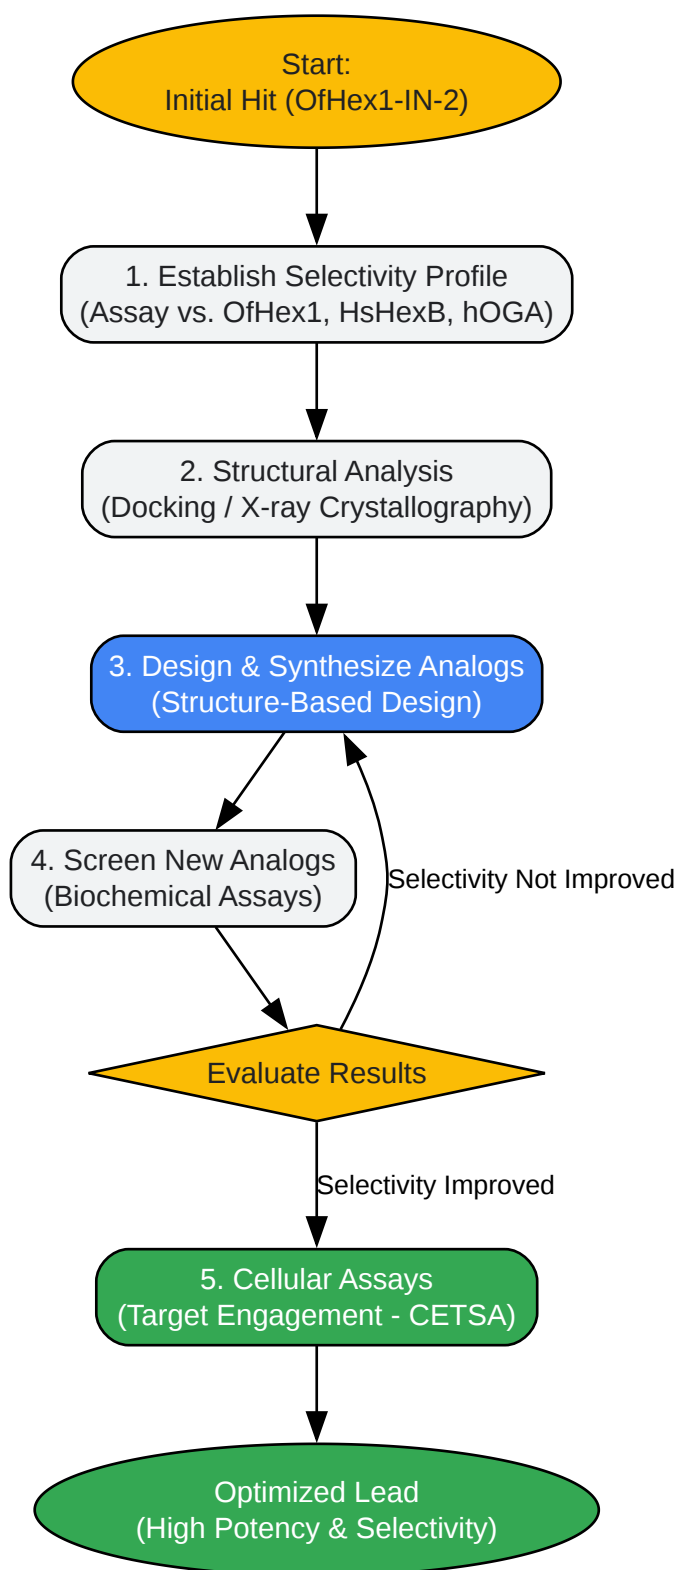 Start:
Initial Hit (OfHex1-IN-2)
1. Establish Selectivity Profile
(Assay vs. OfHex1, HsHexB, hOGA)
2. Structural Analysis
(Docking / X-ray Crystallography)
3. Design & Synthesize Analogs
(Structure-Based Design)
4. Screen New Analogs
(Biochemical Assays)
Selectivity Not Improved
Evaluate Results
Selectivity Improved
5. Cellular Assays
(Target Engagement - CETSA)
Optimized Lead
(High Potency & Selectivity)